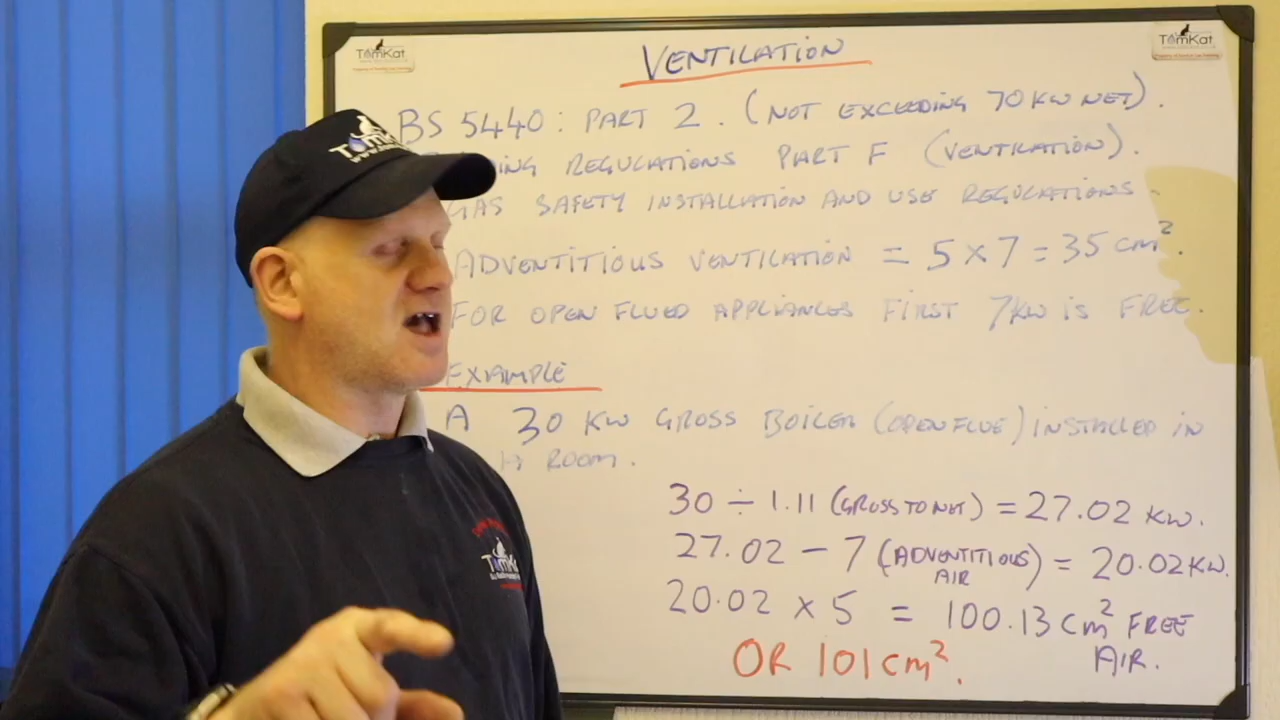 TomKat
TomKat
VENTILATION
BS 5440: PART 2. (NOT EXCEEDING 70 KW NET).
ING REGULATIONS PART F (VENTILATION).
GAS SAFETY INSTALLATION AND USE REGULATIONS
ADVENTITIOUS VENTILATION = 5 x 7 = 35 cm².
FOR OPEN FLUED APPLIANCES FIRST 7KW IS FREE.
EXAMPLE
A 30 KW GROSS BOILER (OPEN FLUE) INSTALLED IN
A ROOM.
30 ÷ 1.11 (GROSS TO NET) = 27.02 KW.
27.02 – 7 (ADVENTITIOUS AIR) = 20.02 KW.
20.02 x 5 = 100.13 cm² FREE
AIR.
OR 101 cm².
TomKat
TomKat